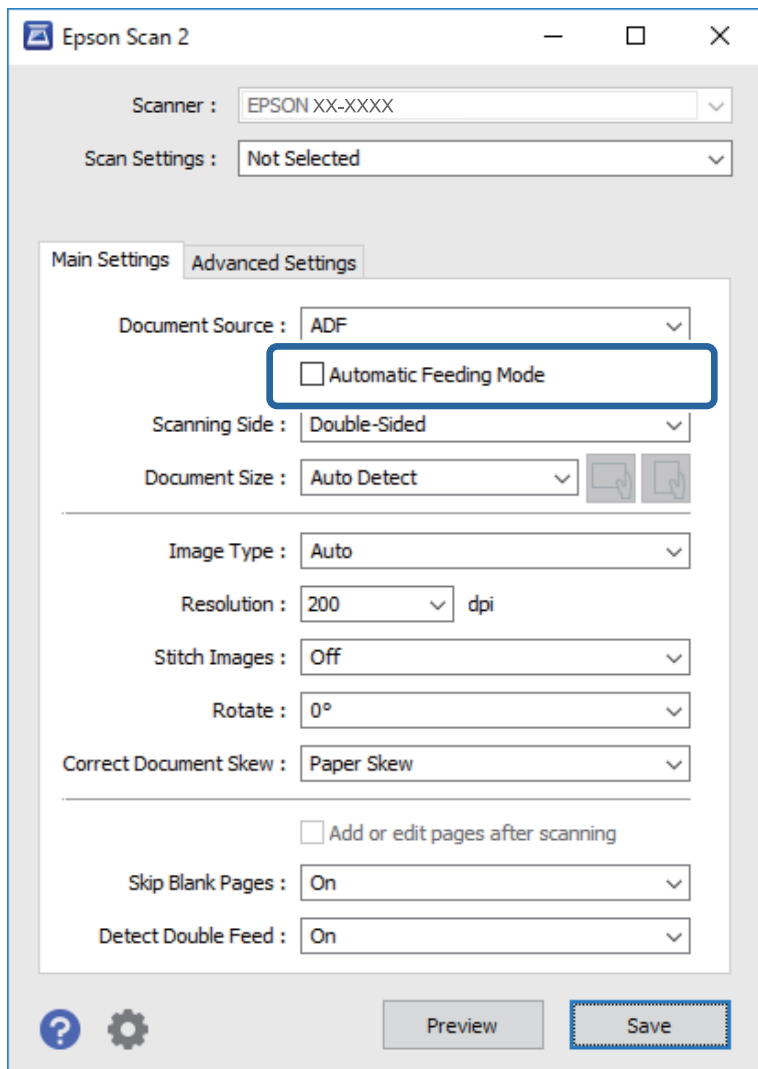 Epson Scan 2
Scanner : EPSON XX-XXXX
Scan Settings : Not Selected
Main Settings Advanced Settings
Document Source : ADF
Automatic Feeding Mode
Scanning Side : Double-Sided
Document Size : Auto Detect
Image Type : Auto
Resolution : 200 dpi
Stitch Images : Off
Rotate : 0°
Correct Document Skew : Paper Skew
Add or edit pages after scanning
Skip Blank Pages : On
Detect Double Feed : On
? Preview Save